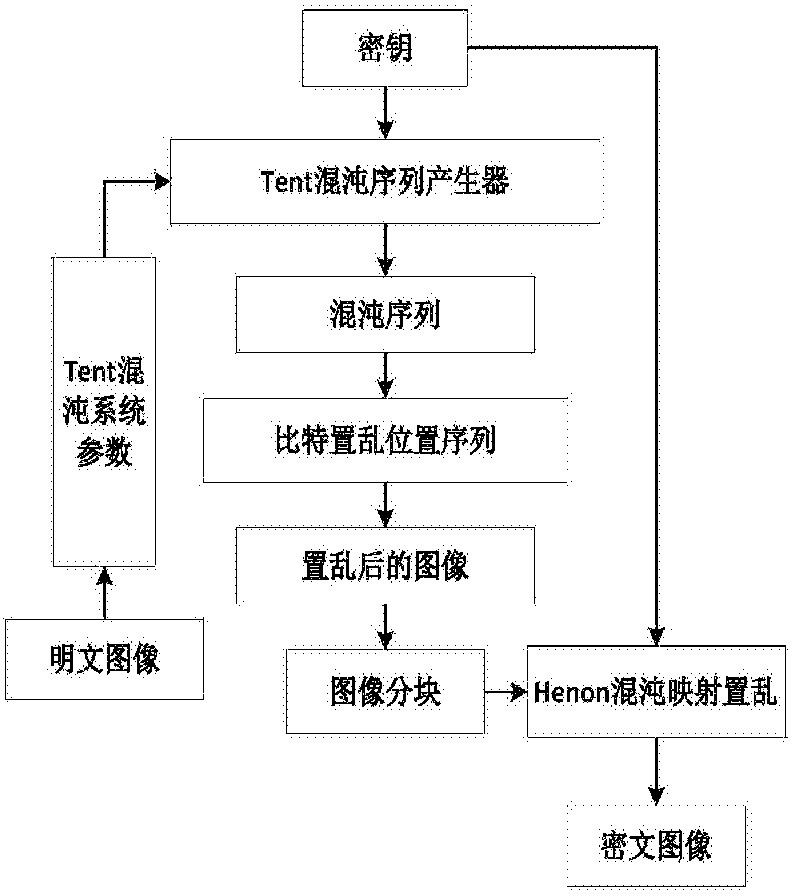 密钥
Tent混沌序列产生器
混沌序列
Tent混
沌系统
参数
比特置乱位置序列
置乱后的图像
明文图像
图像分块
Henon混沌映射置乱
密文图像